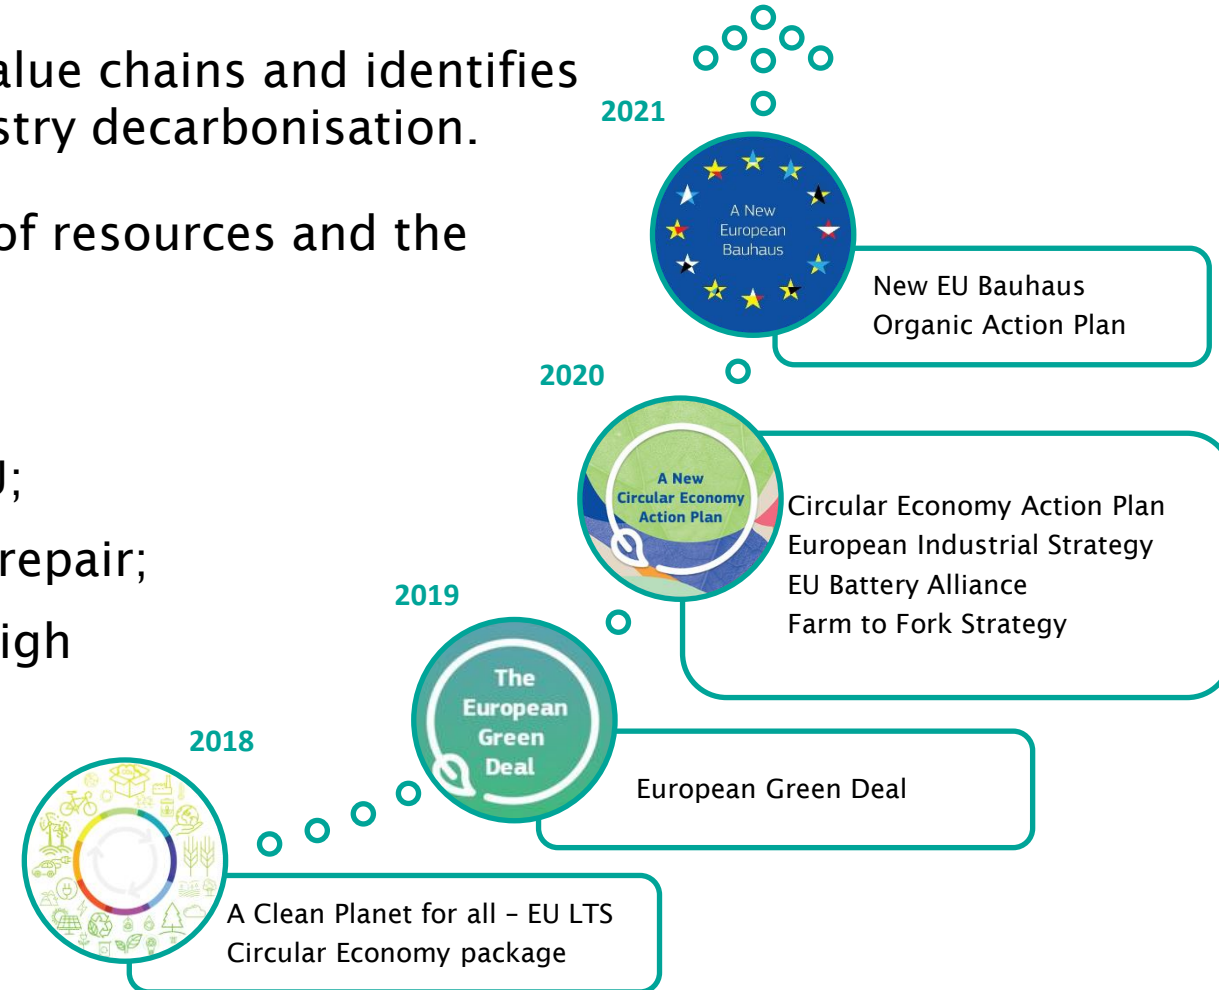 alue chains and identifies
stry decarbonisation.
of resources and the
;
repair;
igh
2021
A New
European
Bauhaus
New EU Bauhaus
Organic Action Plan
2020
A New
Circular Economy
Action Plan
Circular Economy Action Plan
European Industrial Strategy
EU Battery Alliance
Farm to Fork Strategy
2019
The
European
Green
Deal
European Green Deal
2018
A Clean Planet for all – EU LTS
Circular Economy package